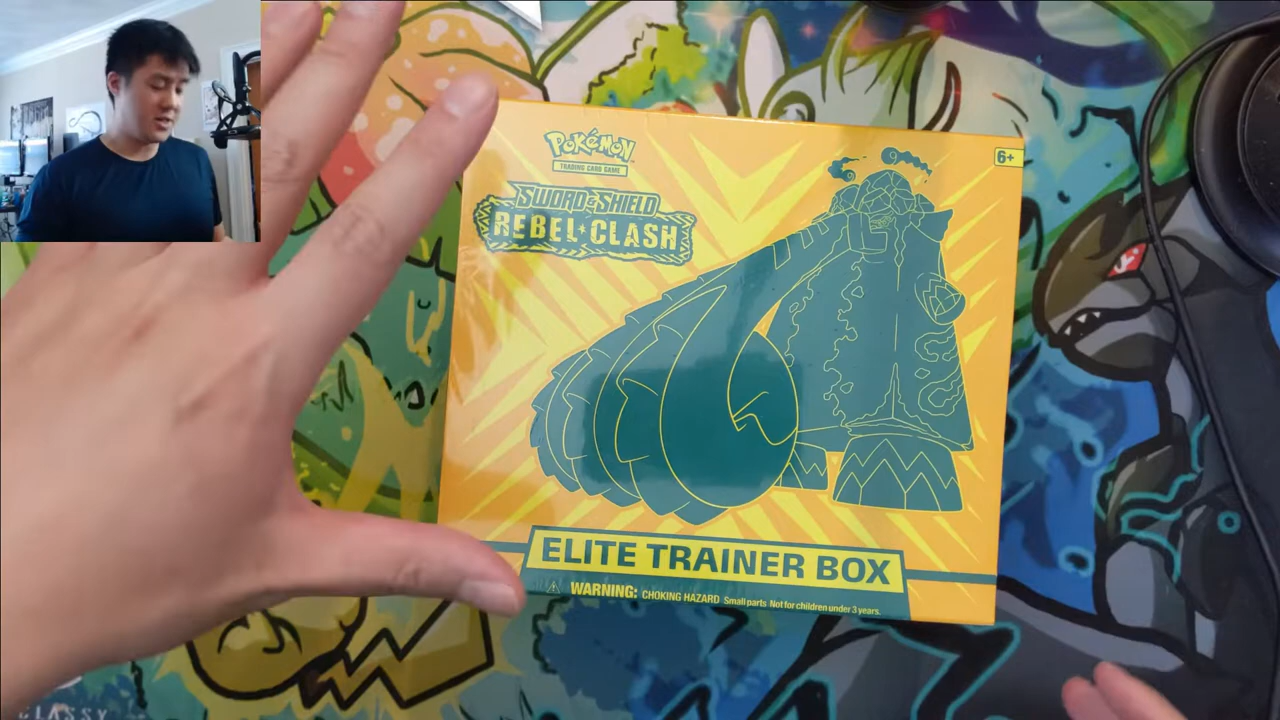 POKéMON
TRADING CARD GAME
SWORD & SHIELD
REBEL CLASH
6+
ELITE TRAINER BOX
WARNING: CHOKING HAZARD Small parts Not for children under 3 years.
CLASSY